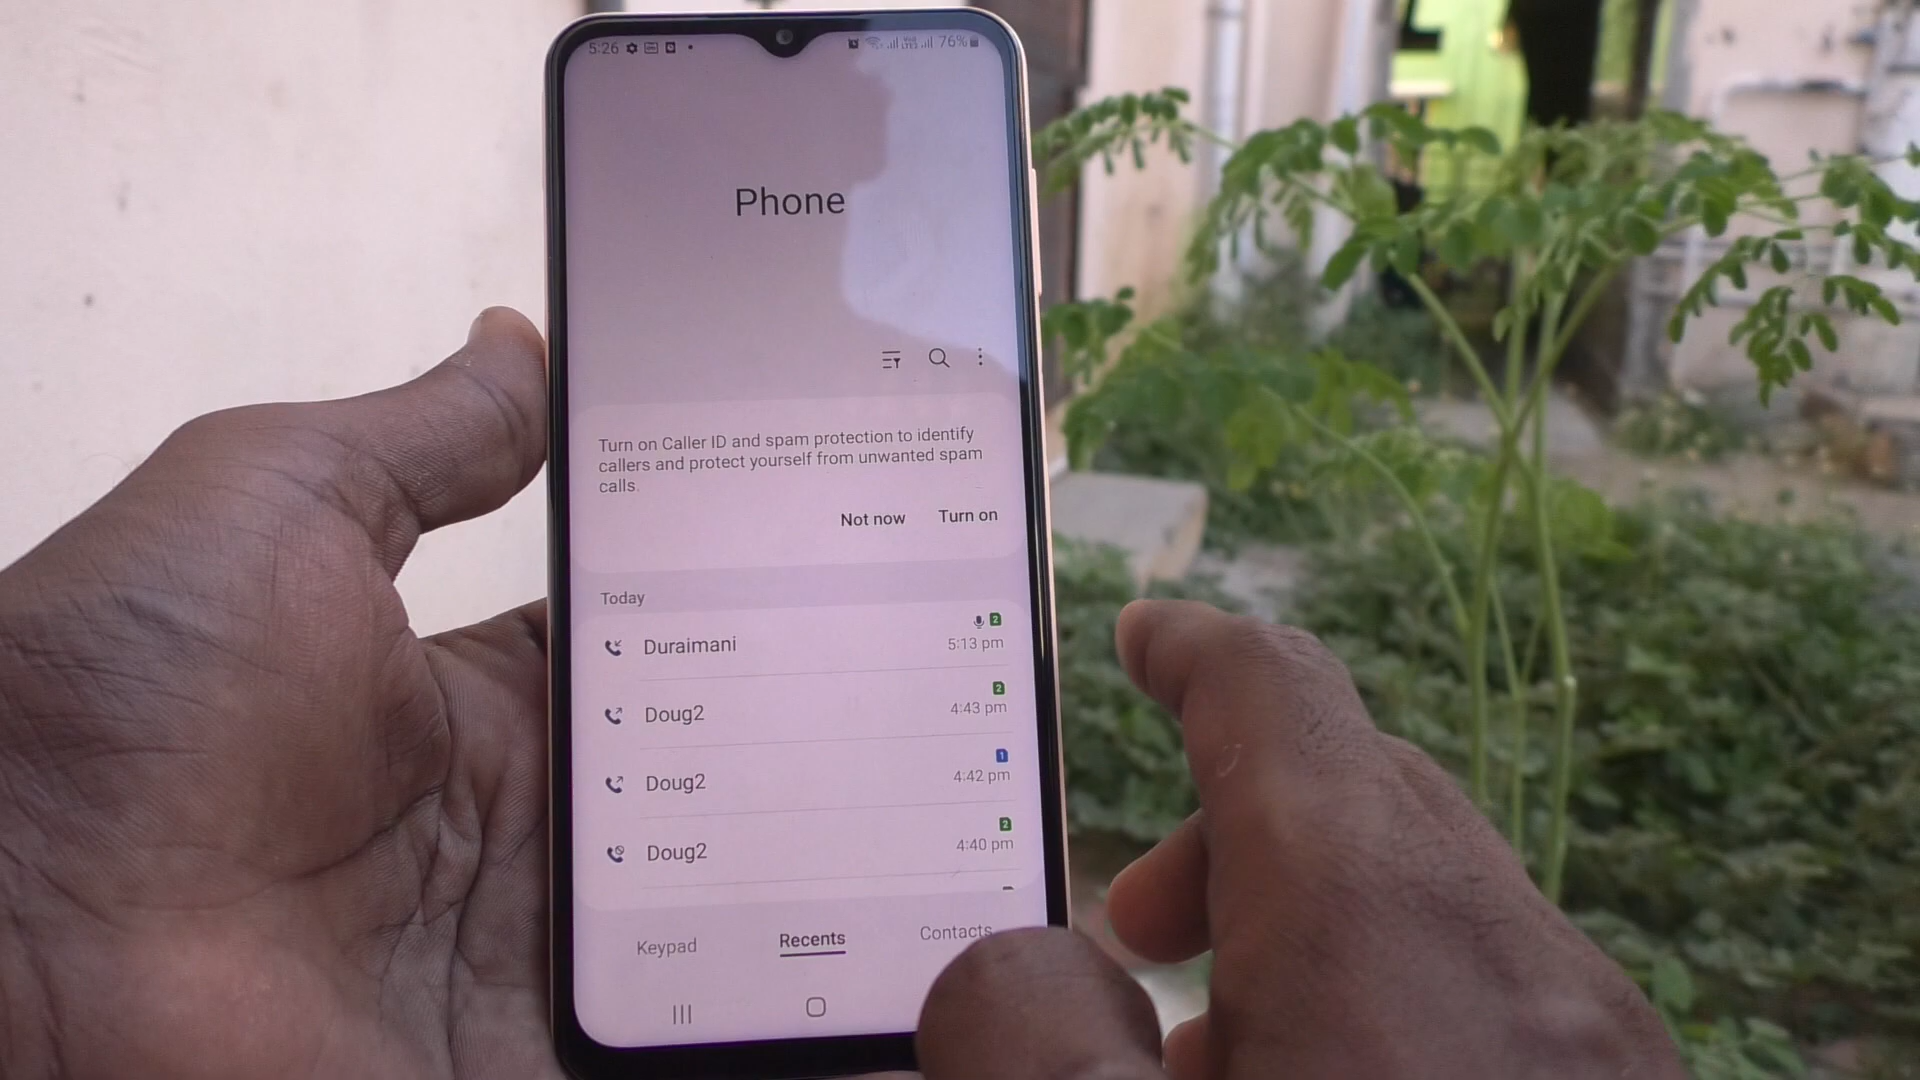 5:26
76%
Phone
Turn on Caller ID and spam protection to identify
callers and protect yourself from unwanted spam
calls.
Not now Turn on
Today
2
Duraimani 5:13 pm
2
Doug2 4:43 pm
1
Doug2 4:42 pm
2
Doug2 4:40 pm
Keypad Recents Contacts